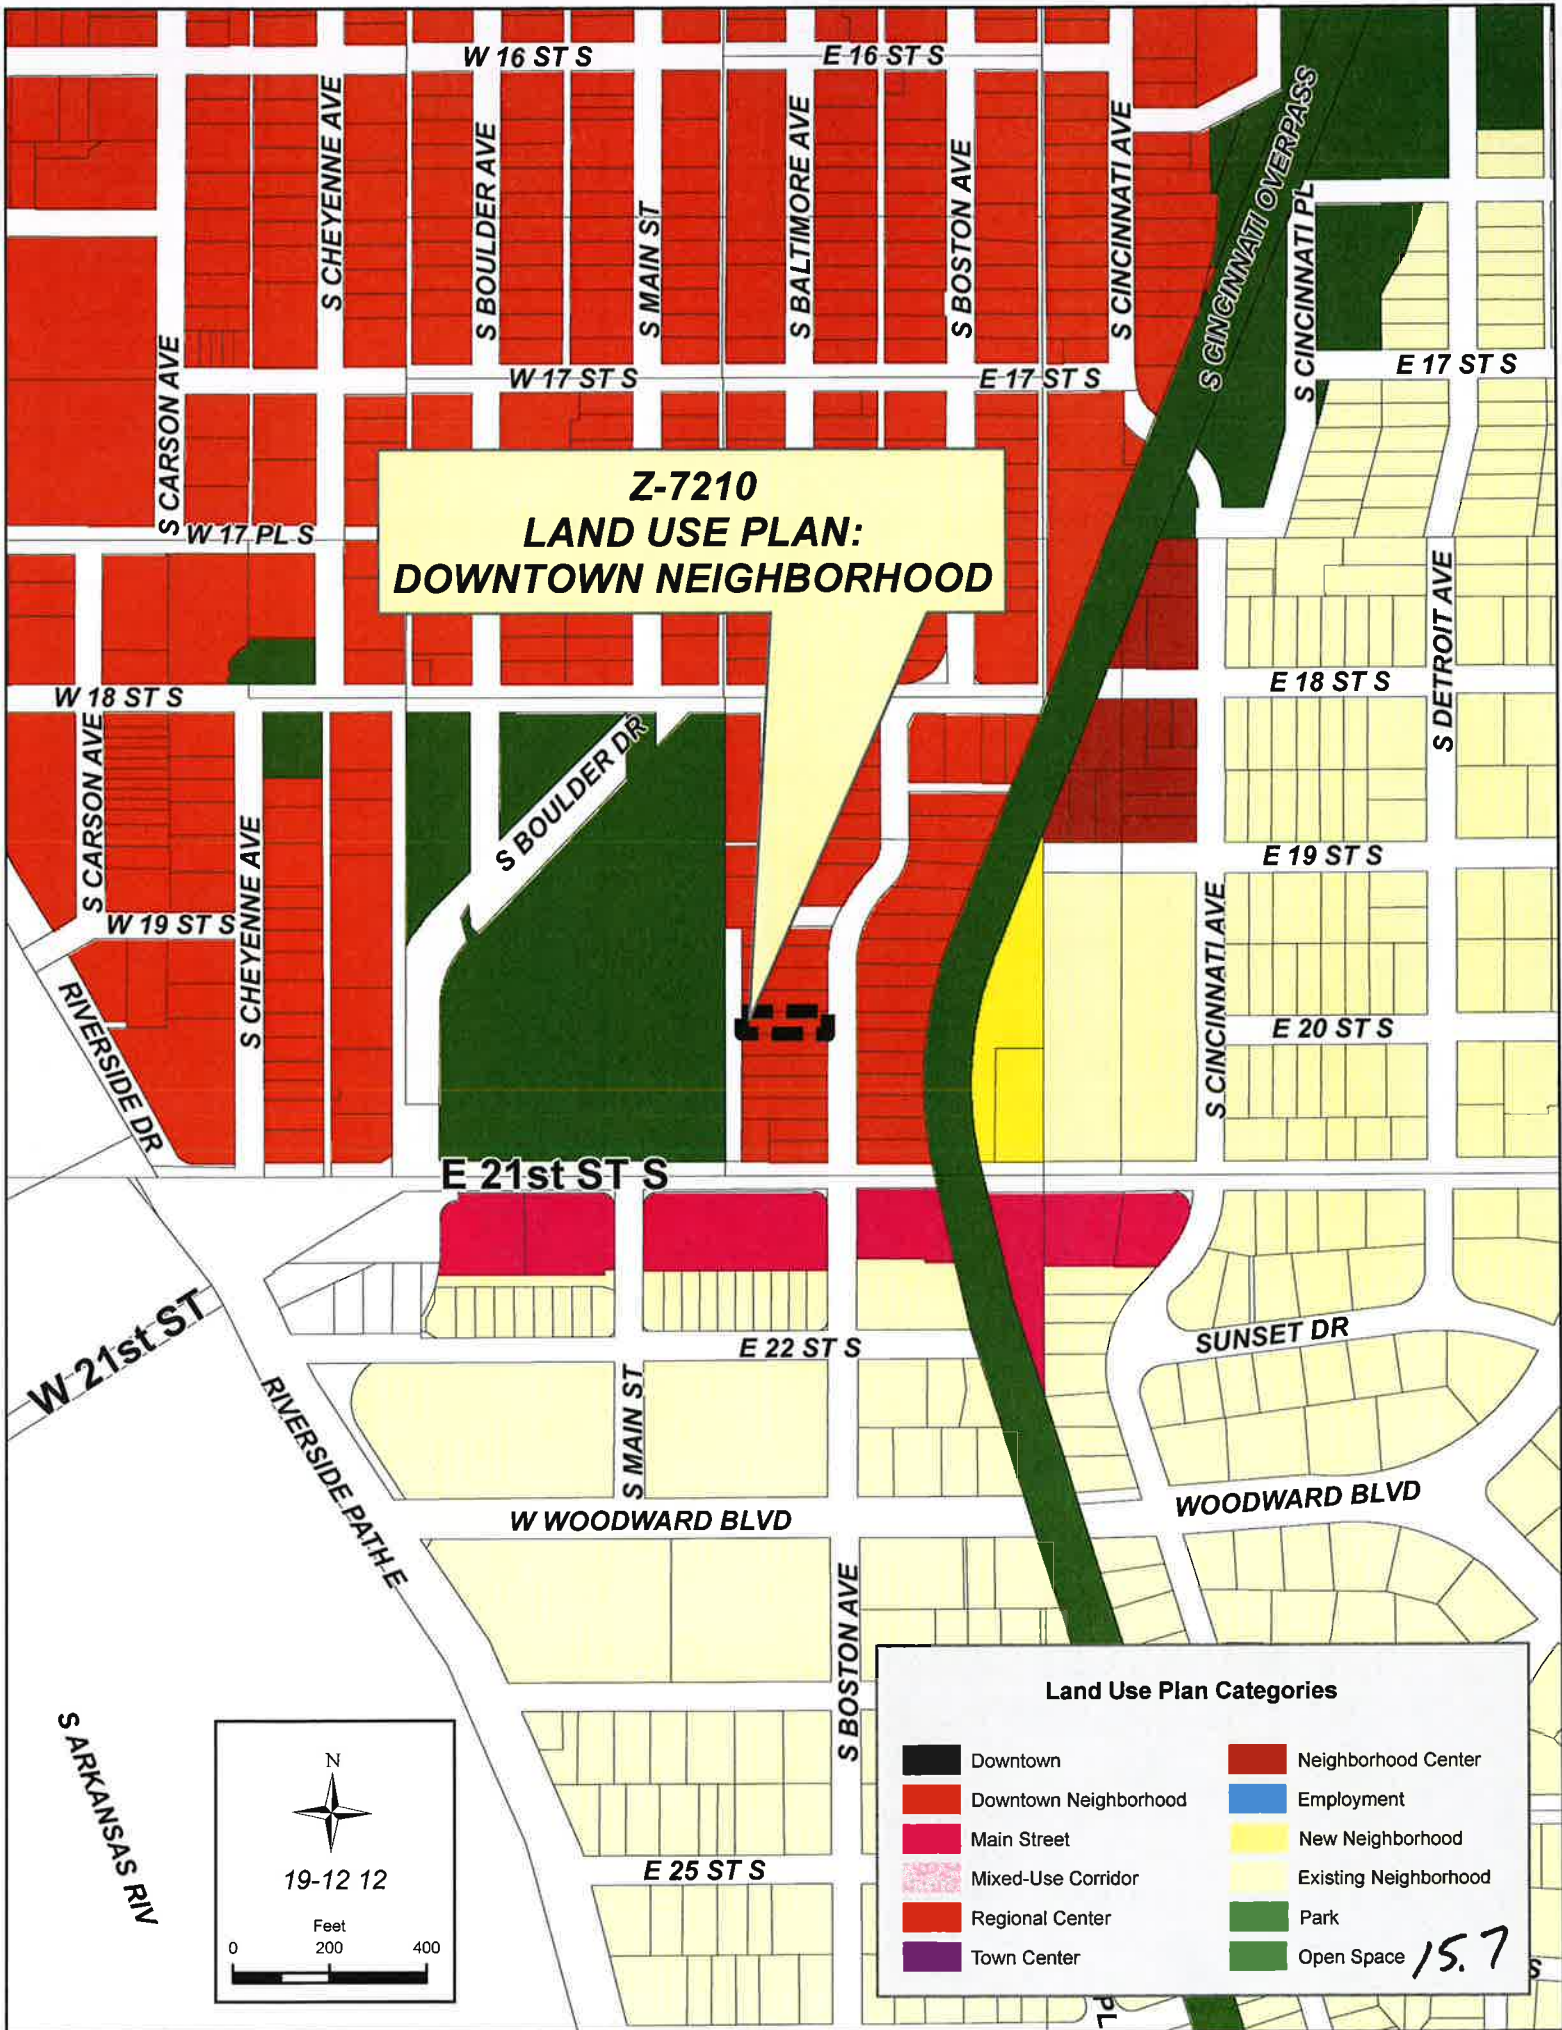 W 16 ST S
E 16 ST S
S CHEYENNE AVE
S BOULDER AVE
S MAIN ST
S BALTIMORE AVE
S BOSTON AVE
S CINCINNATI AVE
S CINCINNATI OVERPASS
S CINCINNATI PL
S CARSON AVE
W 17 ST S
E 17 ST S
E 17 ST S
W 17 PL S
Z-7210
LAND USE PLAN:
DOWNTOWN NEIGHBORHOOD
S DETROIT AVE
W 18 ST S
E 18 ST S
S CARSON AVE
S BOULDER DR
S CHEYENNE AVE
W 19 ST S
E 19 ST S
S CINCINNATI AVE
RIVERSIDE DR
E 20 ST S
E 21st ST S
W 21st ST
E 22 ST S
SUNSET DR
S MAIN ST
RIVERSIDE PATH E
W WOODWARD BLVD
WOODWARD BLVD
S BOSTON AVE
S ARKANSAS RIV
E 25 ST S
N
19-12 12
Feet
0 200 400
Land Use Plan Categories
Downtown
Downtown Neighborhood
Main Street
Mixed-Use Corridor
Regional Center
Town Center
Neighborhood Center
Employment
New Neighborhood
Existing Neighborhood
Park
Open Space
15.7
S
PL